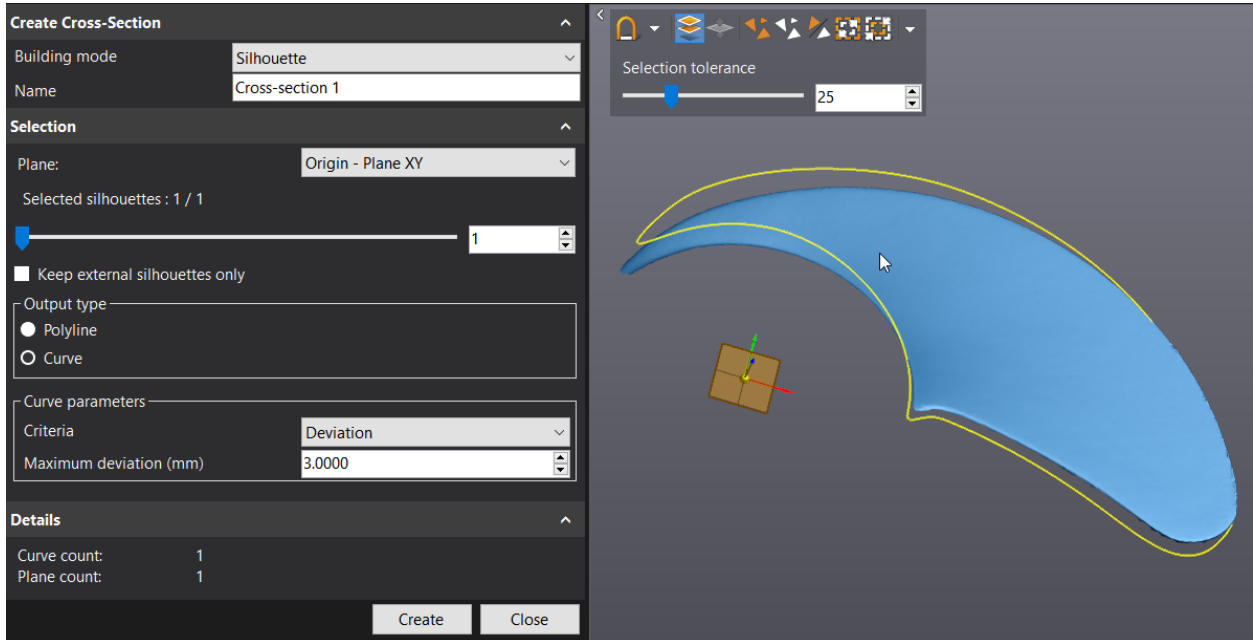 Create Cross-Section
Building mode
Silhouette
Name
Cross-section 1
Selection
Plane:
Origin - Plane XY
Selected silhouettes : 1 / 1
1
Keep external silhouettes only
Output type
Polyline
Curve
Curve parameters
Criteria
Deviation
Maximum deviation (mm)
3.0000
Details
Curve count:
1
Plane count:
1
Create
Close
Selection tolerance
25